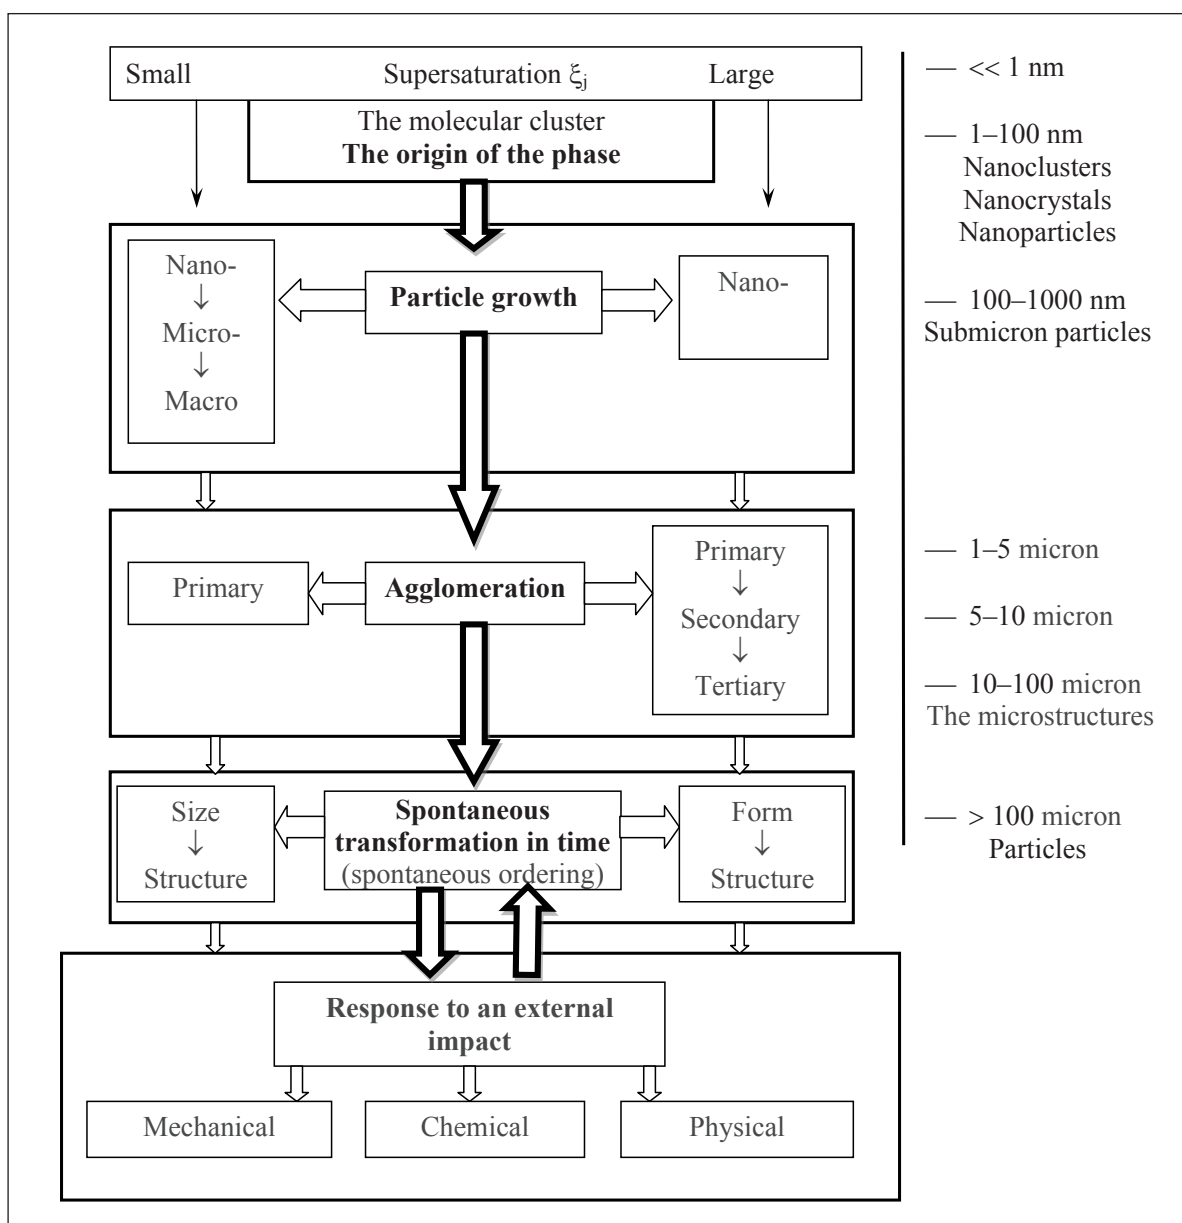 Small Supersaturation ξj Large
The molecular cluster
The origin of the phase
Nano-
↓
Micro-
↓
Macro
Particle growth
Nano-
Primary
Agglomeration
Primary
↓
Secondary
↓
Tertiary
Size
↓
Structure
Spontaneous
transformation in time
(spontaneous ordering)
Form
↓
Structure
Response to an external
impact
Mechanical
Chemical
Physical
— << 1 nm
— 1–100 nm
Nanoclusters
Nanocrystals
Nanoparticles
— 100–1000 nm
Submicron particles
— 1–5 micron
— 5–10 micron
— 10–100 micron
The microstructures
— > 100 micron
Particles